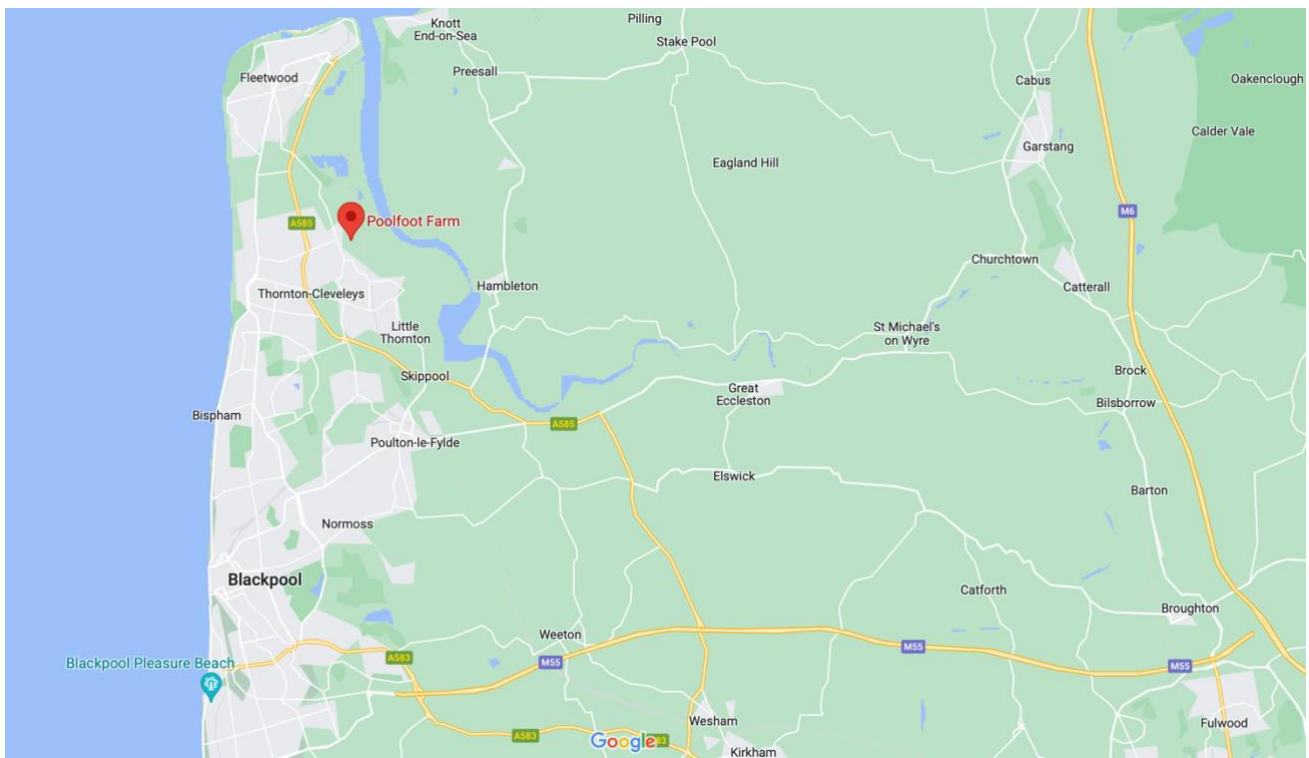 Knott
End-on-Sea
Pilling
Stake Pool
Fleetwood
Preesall
Cabus
Oakenclough
Calder Vale
Garstang
Eagland Hill
A585
Poolfoot Farm
M6
Churchtown
Catterall
Hambleton
Thornton-Cleveleys
Little
Thornton
St Michael's
on Wyre
Skippool
Great
Eccleston
Brock
Bilsborrow
Bispham
A585
Poulton-le-Fylde
Elswick
Barton
Normoss
Blackpool
Catforth
Broughton
Weeton
M55
M55
M55
A583
Blackpool Pleasure Beach
Wesham
Fulwood
A583
Google
83
Kirkham